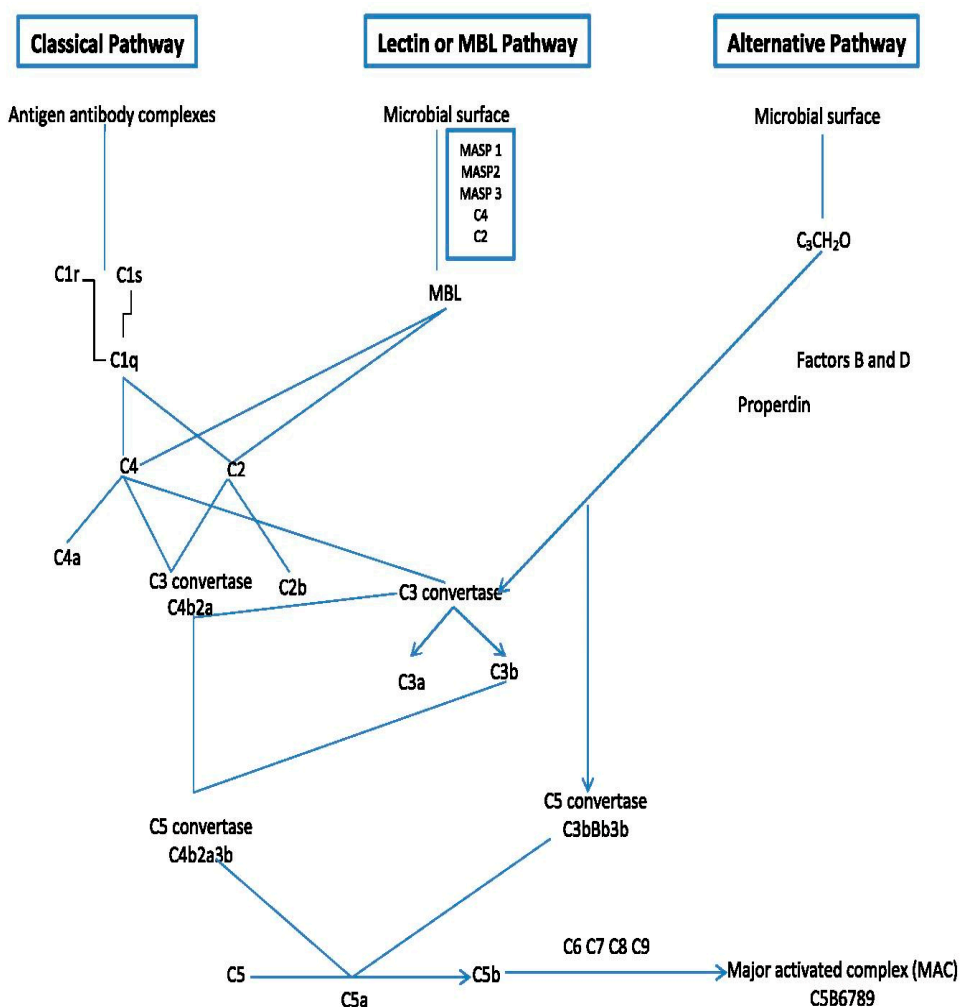 Classical Pathway
Lectin or MBL Pathway
Alternative Pathway
Antigen antibody complexes
Microbial surface
Microbial surface
MASP 1
MASP2
MASP 3
C4
C2
C₃CH₂O
C1r
C1s
MBL
C1q
Factors B and D
Properdin
C4
C2
C4a
C3 convertase
C4b2a
C2b
C3 convertase
C3a
C3b
C5 convertase
C3bBb3b
C5 convertase
C4b2a3b
C6 C7 C8 C9
C5
C5a
C5b
Major activated complex (MAC)
C5B6789